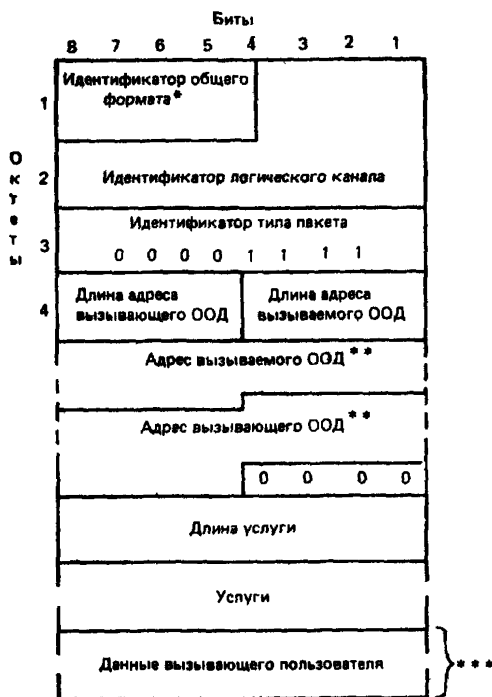 Биты
8 7 6 5 4 3 2 1
Идентификатор общего
формата*
1
Октеты
2
Идентификатор логического канала
Идентификатор типа пакета
3
0 0 0 0 1 1 1 1
4
Длина адреса
вызывающего ООД
Длина адреса
вызываемого ООД
Адрес вызываемого ООД**
Адрес вызывающего ООД**
0 0 0 0
Длина услуги
Услуги
Данные вызывающего пользователя
***